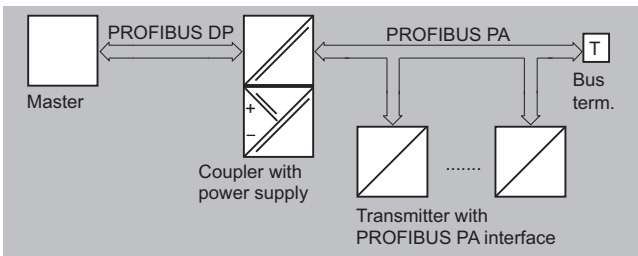 PROFIBUS DP
PROFIBUS PA
T
Master
Bus
term.
+
−
Coupler with
power supply
.......
Transmitter with
PROFIBUS PA interface